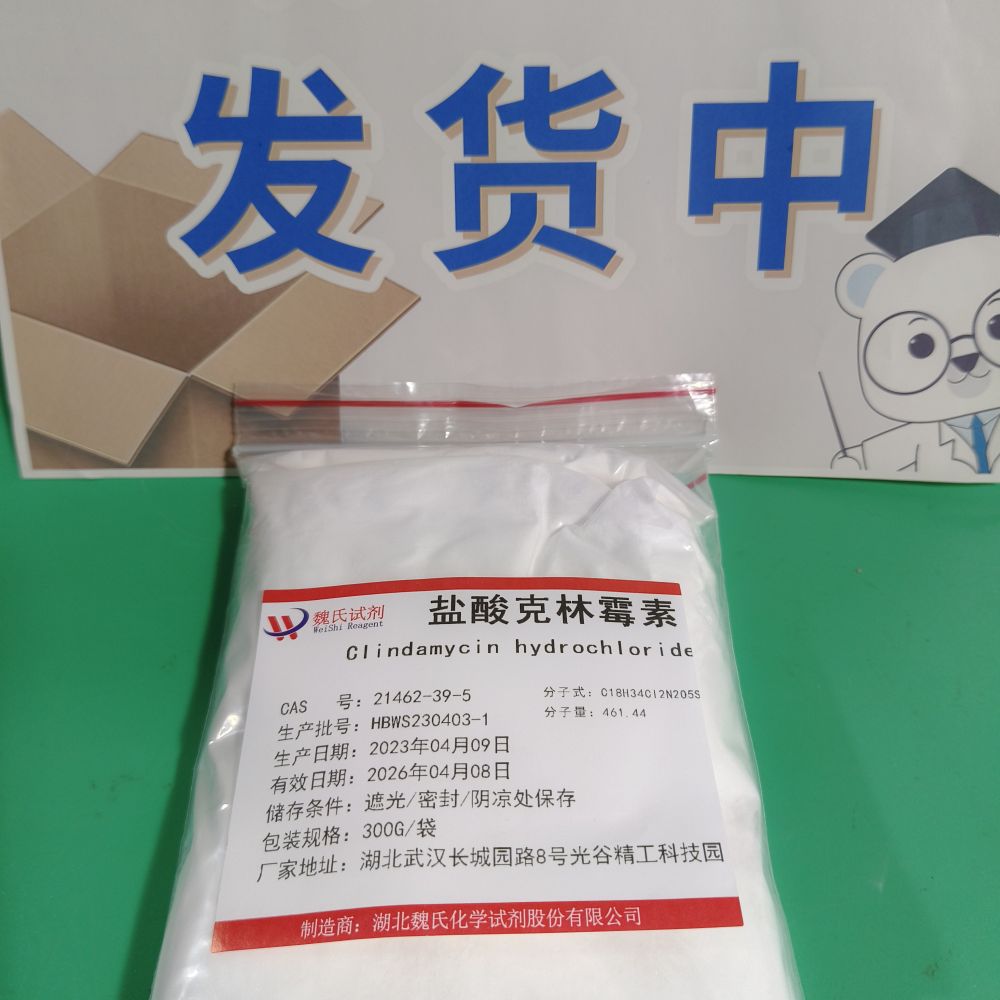 发货中
魏氏试剂
WeiShi Reagent
盐酸克林霉素
Clindamycin hydrochloride
CAS 号：21462-39-5
分子式：C18H34Cl2N2O5S
生产批号：HBWS230403-1
分子量：461.44
生产日期：2023年04月09日
有效日期：2026年04月08日
储存条件：遮光/密封/阴凉处保存
包装规格：300G/袋
厂家地址：湖北武汉长城园路8号光谷精工科技园
制造商：湖北魏氏化学试剂股份有限公司